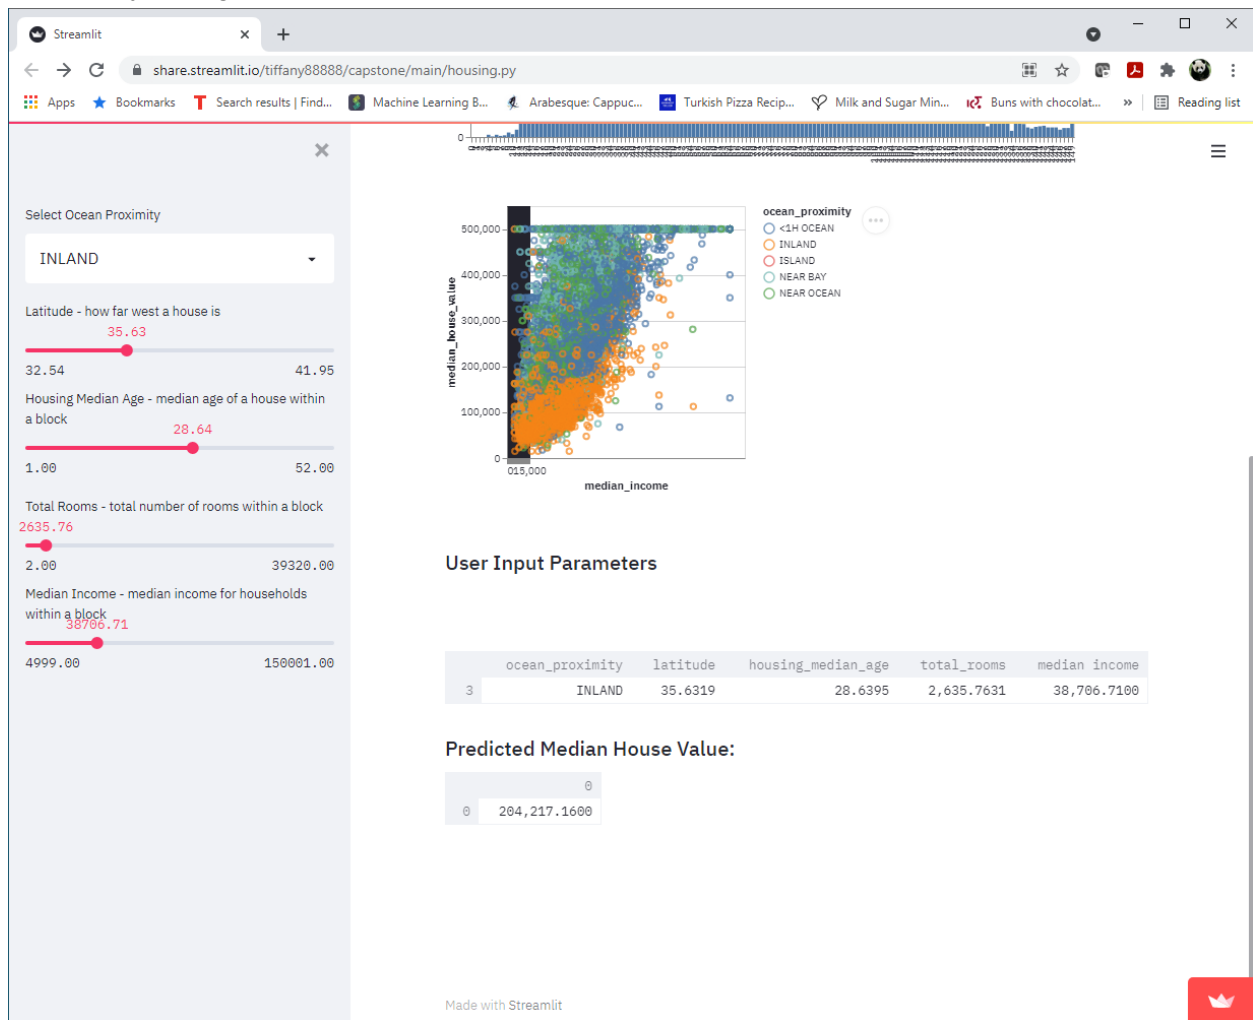 Streamlit
share.streamlit.io/tiffany88888/capstone/main/housing.py
Apps Bookmarks Search results | Find... Machine Learning B... Arabesque: Cappuc... Turkish Pizza Recip... Milk and Sugar Min... Buns with chocolat... » Reading list
Select Ocean Proximity
INLAND
Latitude - how far west a house is
35.63
32.54 41.95
Housing Median Age - median age of a house within
a block
28.64
1.00 52.00
Total Rooms - total number of rooms within a block
2635.76
2.00 39320.00
Median Income - median income for households
within a block
38706.71
4999.00 150001.00
0
ocean_proximity
<1H OCEAN
INLAND
ISLAND
NEAR BAY
NEAR OCEAN
500,000
400,000
300,000
200,000
100,000
0
median_house_value
015,000
median_income
User Input Parameters
ocean_proximity latitude housing_median_age total_rooms median income
3 INLAND 35.6319 28.6395 2,635.7631 38,706.7100
Predicted Median House Value:
0
0 204,217.1600
Made with Streamlit